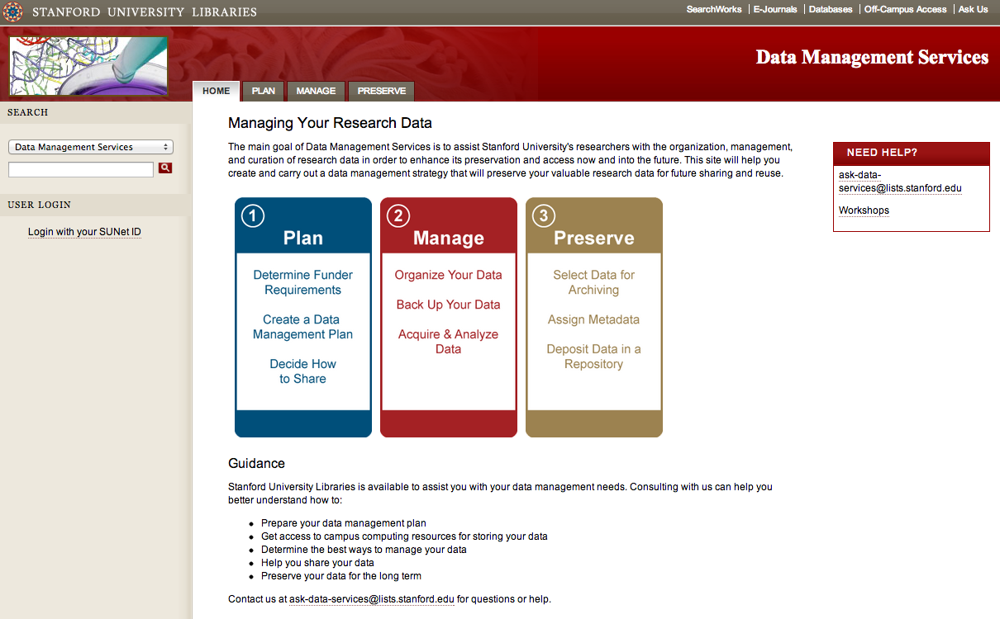 STANFORD UNIVERSITY LIBRARIES
SearchWorks E-Journals Databases Off-Campus Access Ask Us
Data Management Services
HOME PLAN MANAGE PRESERVE
SEARCH
Data Management Services
USER LOGIN
Login with your SUNet ID
Managing Your Research Data
The main goal of Data Management Services is to assist Stanford University's researchers with the organization, management,
and curation of research data in order to enhance its preservation and access now and into the future. This site will help you
create and carry out a data management strategy that will preserve your valuable research data for future sharing and reuse.
1
Plan
Determine Funder
Requirements
Create a Data
Management Plan
Decide How
to Share
2
Manage
Organize Your Data
Back Up Your Data
Acquire & Analyze
Data
3
Preserve
Select Data for
Archiving
Assign Metadata
Deposit Data in a
Repository
Guidance
Stanford University Libraries is available to assist you with your data management needs. Consulting with us can help you
better understand how to:
• Prepare your data management plan
• Get access to campus computing resources for storing your data
• Determine the best ways to manage your data
• Help you share your data
• Preserve your data for the long term
Contact us at ask-data-services@lists.stanford.edu for questions or help.
NEED HELP?
ask-data-
services@lists.stanford.edu
Workshops